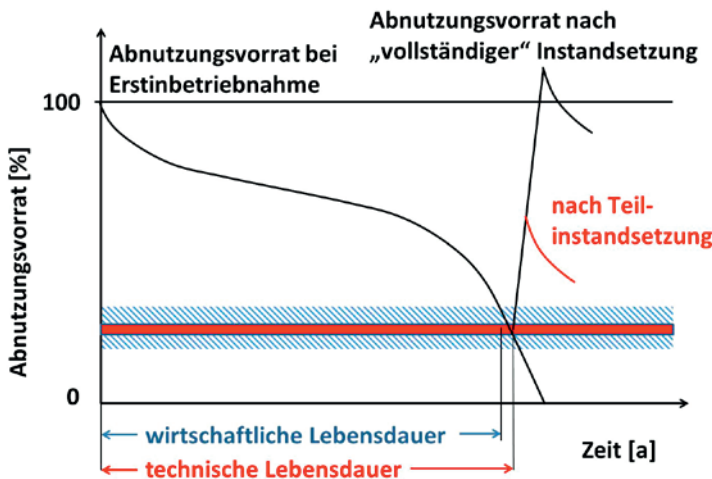 Abnutzungsvorrat bei
Erstinbetriebnahme
Abnutzungsvorrat nach
„vollständiger“ Instandsetzung
100
nach Teil-
instandsetzung
Abnutzungsvorrat [%]
0
wirtschaftliche Lebensdauer
technische Lebensdauer
Zeit [a]